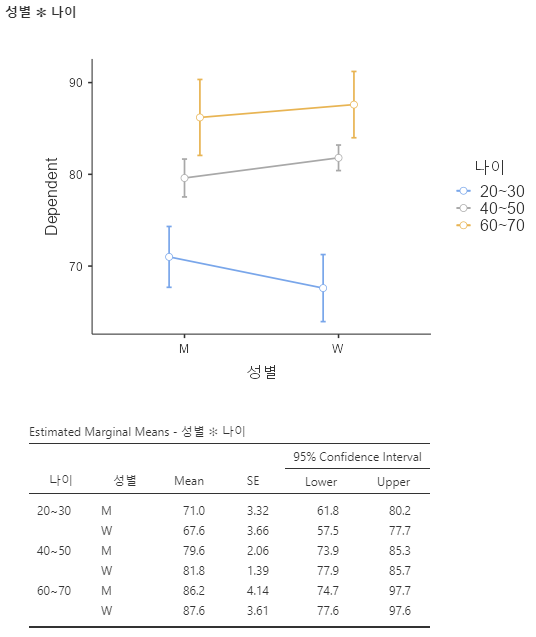 성별 ✻ 나이
90
80
70
Dependent
M W
성별
나이
20~30
40~50
60~70
Estimated Marginal Means - 성별 ✻ 나이
95% Confidence Interval
나이 성별 Mean SE Lower Upper
20~30 M 71.0 3.32 61.8 80.2
W 67.6 3.66 57.5 77.7
40~50 M 79.6 2.06 73.9 85.3
W 81.8 1.39 77.9 85.7
60~70 M 86.2 4.14 74.7 97.7
W 87.6 3.61 77.6 97.6